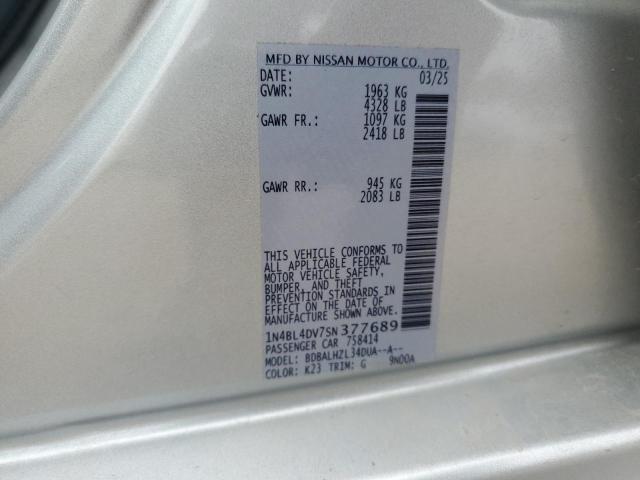 MFD BY NISSAN MOTOR CO., LTD.
DATE: 03/25
GVWR: 1963 KG
4328 LB
GAWR FR.: 1097 KG
2418 LB
GAWR RR.: 945 KG
2083 LB
THIS VEHICLE CONFORMS TO
ALL APPLICABLE FEDERAL
MOTOR VEHICLE SAFETY,
BUMPER, AND THEFT
PREVENTION STANDARDS IN
EFFECT ON THE DATE OF
MANUFACTURE SHOWN ABOVE.
1N4BL4DV7SN377689
PASSENGER CAR 758414
MODEL: BDBALHZL34DUA--A--
COLOR: K23 TRIM: G 9N00A